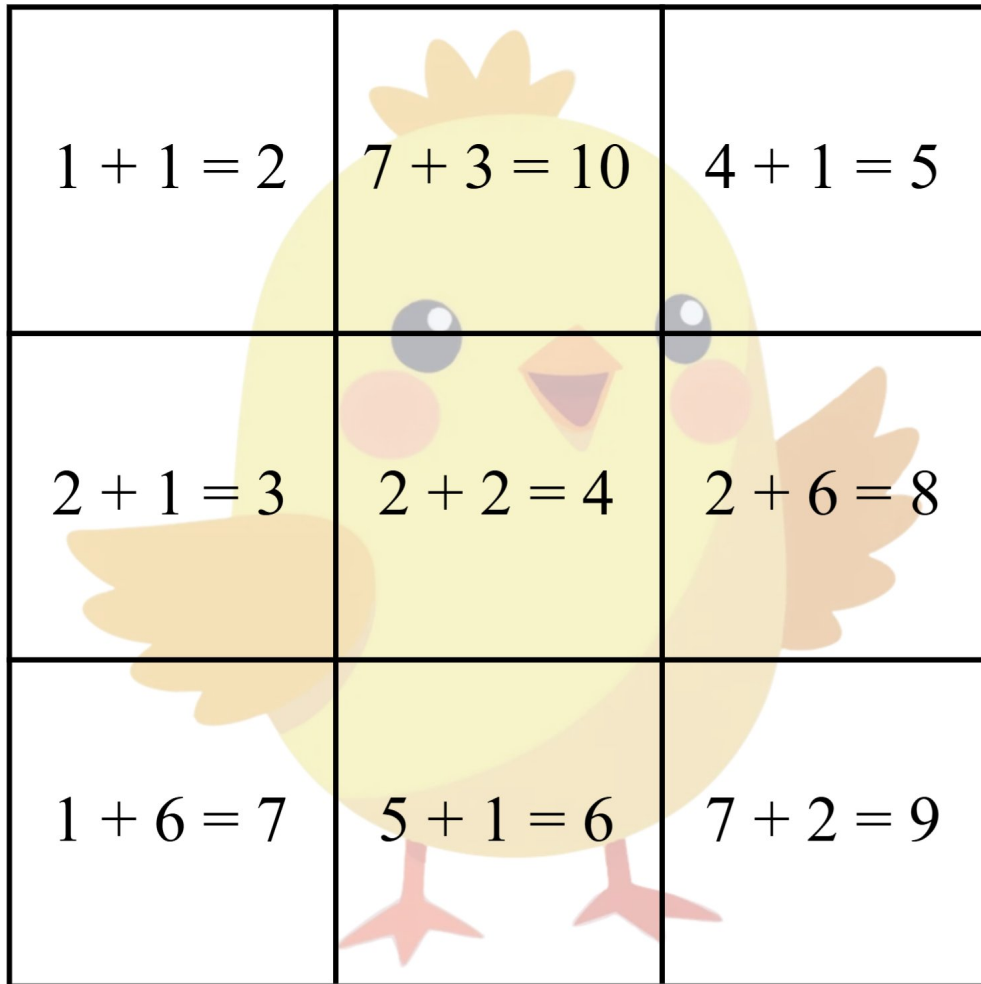 1 + 1 = 2 7 + 3 = 10 4 + 1 = 5
2 + 1 = 3 2 + 2 = 4 2 + 6 = 8
1 + 6 = 7 5 + 1 = 6 7 + 2 = 9